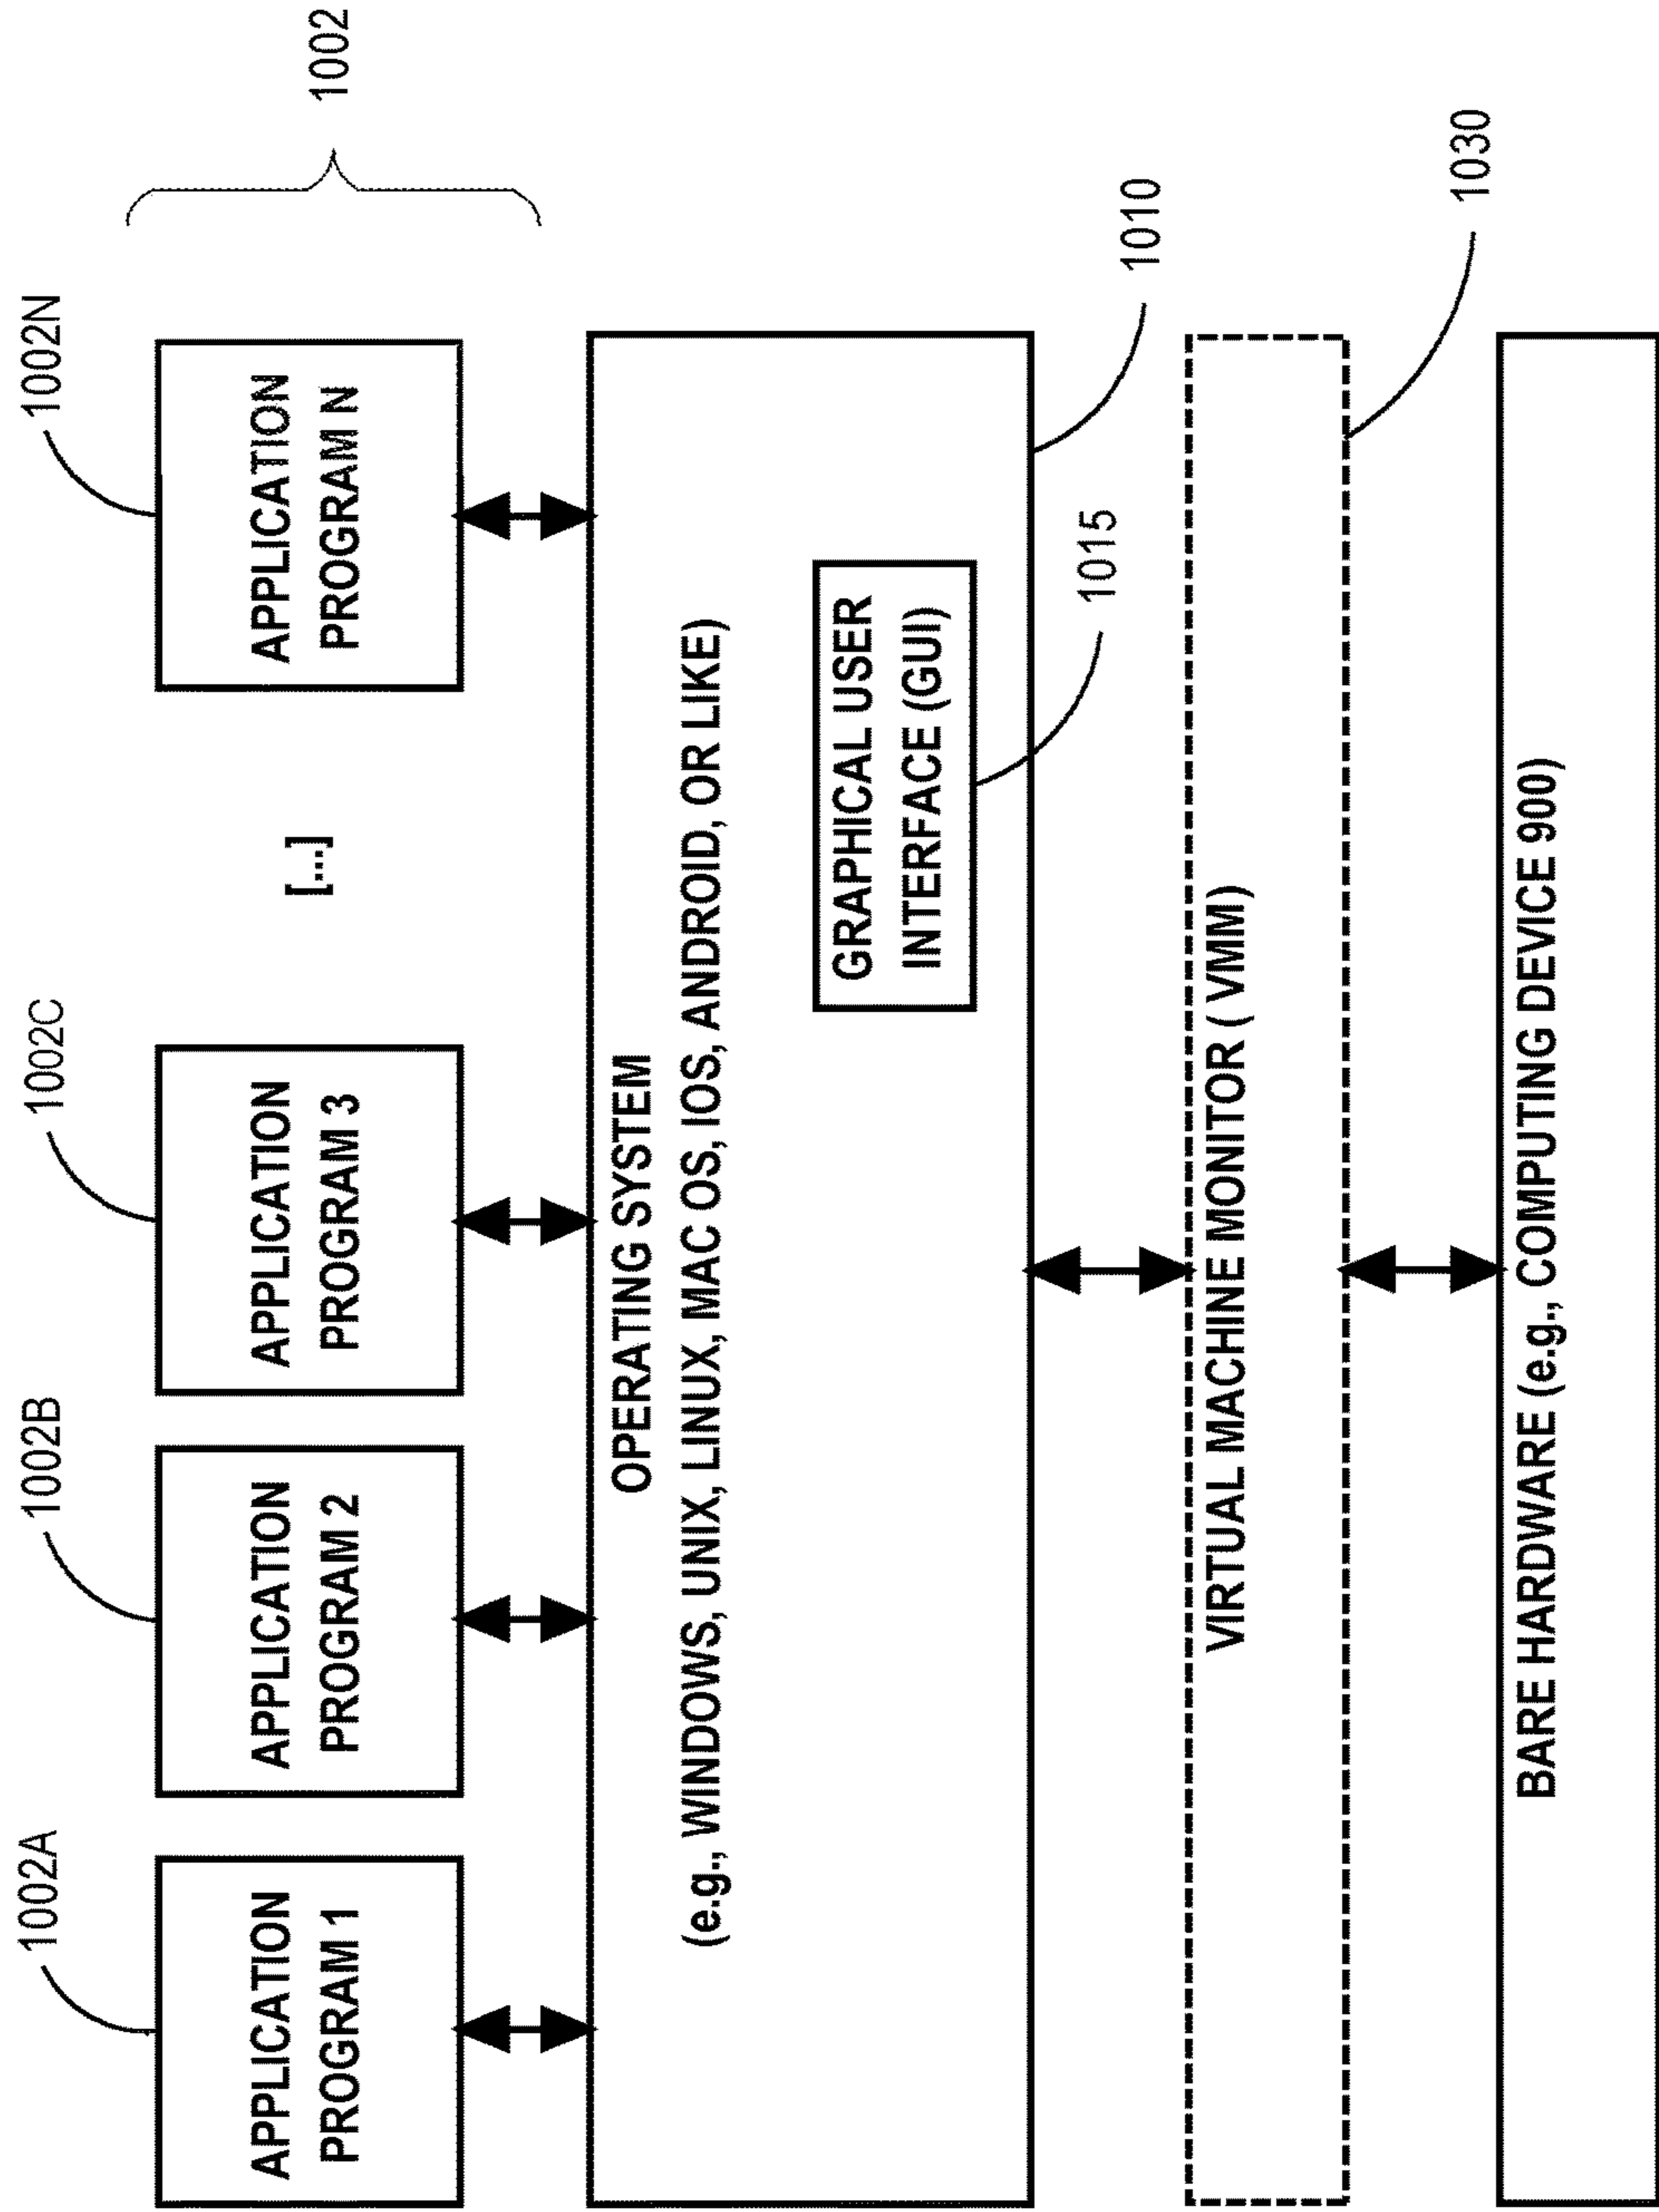 1002
1002A
1002B
1002C
1002N
APPLICATION
PROGRAM 1
APPLICATION
PROGRAM 2
APPLICATION
PROGRAM 3
[...]
APPLICATION
PROGRAM N
OPERATING SYSTEM
(e.g., WINDOWS, UNIX, LINUX, MAC OS, IOS, ANDROID, OR LIKE)
GRAPHICAL USER
INTERFACE (GUI)
1015
1010
VIRTUAL MACHINE MONITOR ( VMM)
1030
BARE HARDWARE (e.g., COMPUTING DEVICE 900)